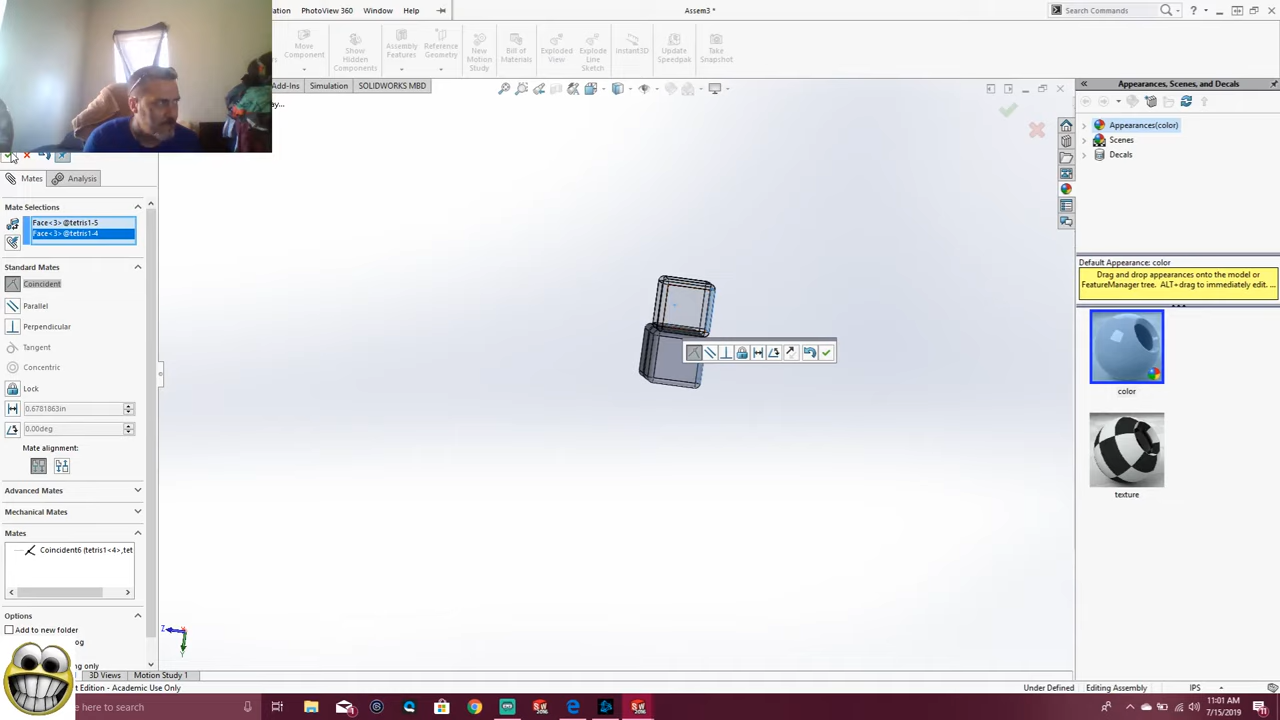 PhotoView 360 Window Help
Assem3 *
Search Commands
Move Component
Show Hidden Components
Assembly Features
Reference Geometry
New Motion Study
Bill of Materials
Exploded View
Explode Line Sketch
Instant3D
Update Speedpak
Take Snapshot
Add-Ins Simulation SOLIDWORKS MBD
Appearances, Scenes, and Decals
Appearances(color)
Scenes
Decals
Mates Analysis
Mate Selections
Face<3> @tetris1-5
Face<3> @tetris1-4
Standard Mates
Coincident
Parallel
Perpendicular
Tangent
Concentric
Lock
0.6781863in
0.00deg
Mate alignment:
Advanced Mates
Mechanical Mates
Mates
Coincident6 (tetris1<4>,tet
Options
Add to new folder
Default Appearance: color
Drag and drop appearances onto the model or FeatureManager tree. ALT+drag to immediately edit. ...
color
texture
Z
3D Views Motion Study 1
t Edition - Academic Use Only
Under Defined Editing Assembly IPS
here to search
11:01 AM
7/15/2019